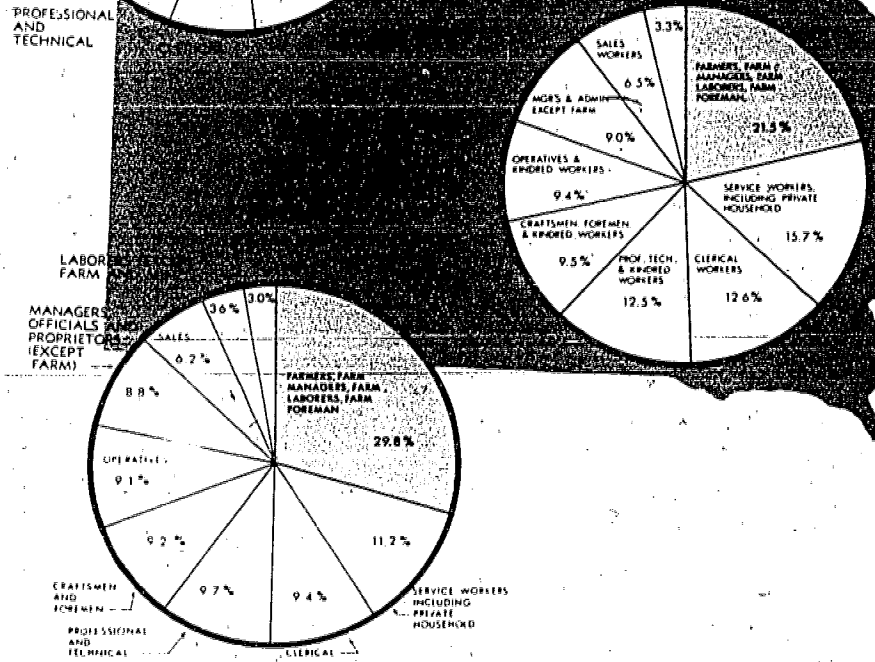 PROFESSIONAL
AND
TECHNICAL
3.3%
SALES
WORKERS
6.5%
FARMERS, FARM
MANAGERS, FARM
LABORERS, FARM
FOREMAN
21.5%
MGRS & ADMIN
EXCEPT FARM
9.0%
OPERATIVES &
KINDRED WORKERS
9.4%
SERVICE WORKERS,
INCLUDING PRIVATE
HOUSEHOLD
15.7%
CRAFTSMEN, FOREMEN
& KINDRED WORKERS
9.5%
PROF., TECH.
& KINDRED
WORKERS
12.5%
CLERICAL
WORKERS
12.6%
LABORERS
FARM AND
MANAGERS
OFFICIALS AND
PROPRIETORS
(EXCEPT
FARM)
3.6%
3.0%
SALES
6.2%
8.8%
FARMERS, FARM
MANAGERS, FARM
LABORERS, FARM
FOREMAN
29.8%
OPERATIVES
9.1%
9.2%
11.2%
9.7%
9.4%
CRAFTSMEN
AND
FOREMEN
SERVICE WORKERS
INCLUDING
PRIVATE
HOUSEHOLD
PROFESSIONAL
AND
TECHNICAL
CLERICAL